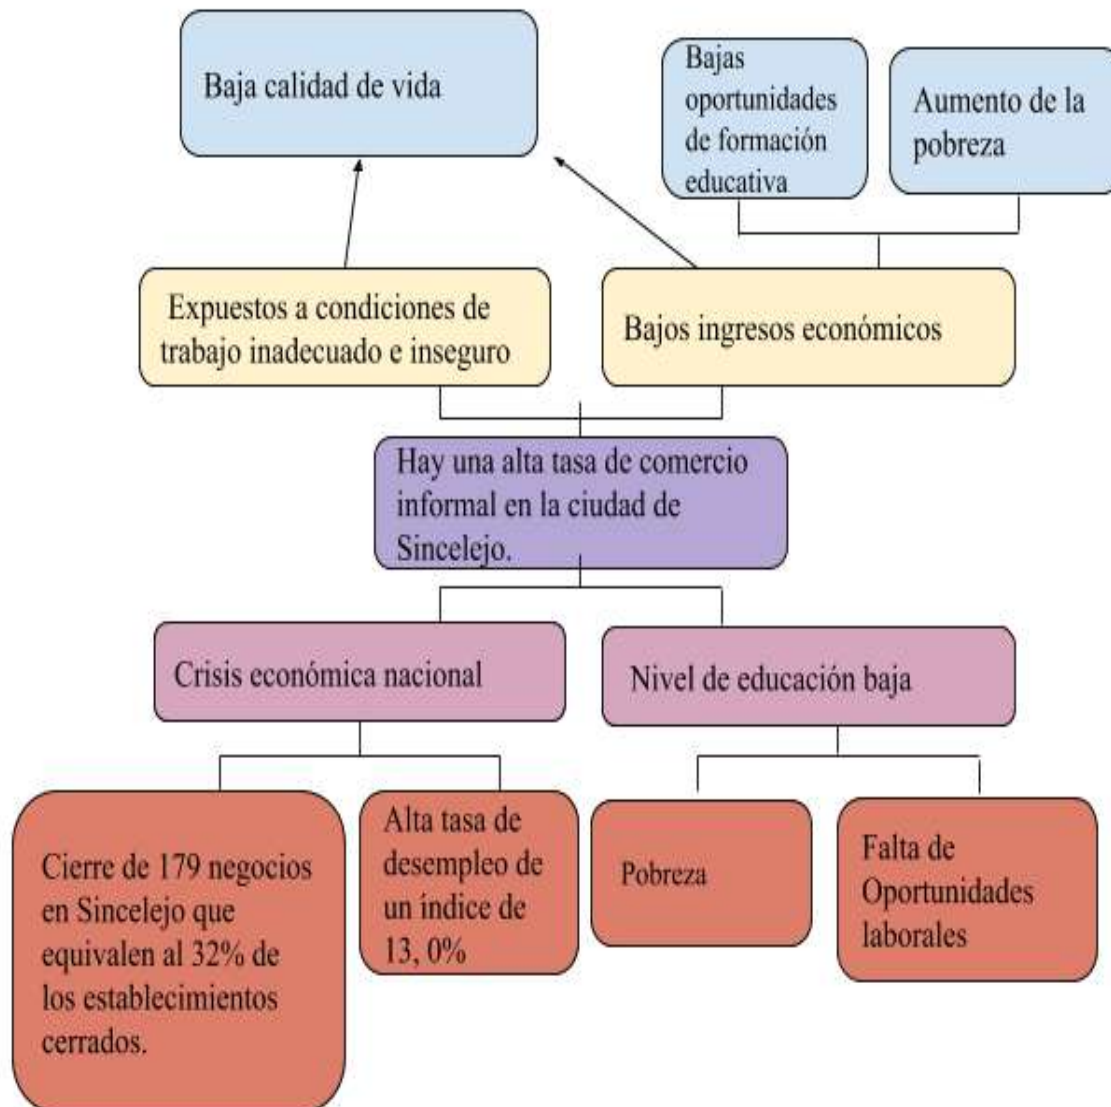 Baja calidad de vida
Bajas
oportunidades
de formación
educativa
Aumento de la
pobreza
Expuestos a condiciones de
trabajo inadecuado e inseguro
Bajos ingresos económicos
Hay una alta tasa de comercio
informal en la ciudad de
Sincelejo.
Crisis económica nacional
Nivel de educación baja
Cierre de 179 negocios
en Sincelejo que
equivalen al 32% de
los establecimientos
cerrados.
Alta tasa de
desempleo de
un índice de
13, 0%
Pobreza
Falta de
Oportunidades
laborales